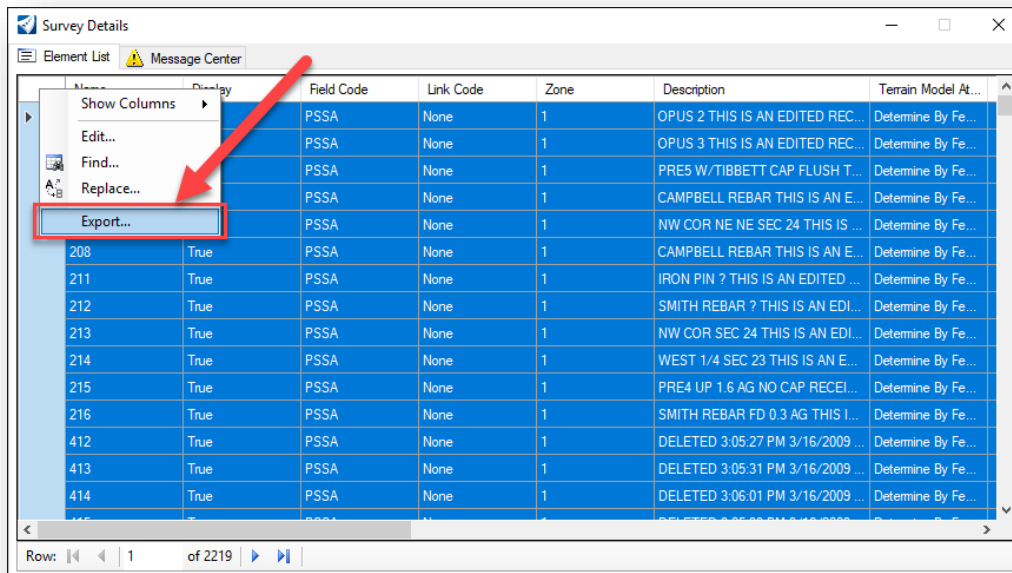 Survey Details
Element List Message Center
Name Display Field Code Link Code Zone Description Terrain Model At...
Show Columns
Edit...
Find...
Replace...
Export...
PSSA None 1 OPUS 2 THIS IS AN EDITED REC... Determine By Fe...
PSSA None 1 OPUS 3 THIS IS AN EDITED REC... Determine By Fe...
PSSA None 1 PRE5 W/TIBBETT CAP FLUSH T... Determine By Fe...
PSSA None 1 CAMPBELL REBAR THIS IS AN E... Determine By Fe...
PSSA None 1 NW COR NE NE SEC 24 THIS IS ... Determine By Fe...
208 True PSSA None 1 CAMPBELL REBAR THIS IS AN E... Determine By Fe...
211 True PSSA None 1 IRON PIN ? THIS IS AN EDITED ... Determine By Fe...
212 True PSSA None 1 SMITH REBAR ? THIS IS AN EDI... Determine By Fe...
213 True PSSA None 1 NW COR SEC 24 THIS IS AN EDI... Determine By Fe...
214 True PSSA None 1 WEST 1/4 SEC 23 THIS IS AN E... Determine By Fe...
215 True PSSA None 1 PRE4 UP 1.6 AG NO CAP RECEI... Determine By Fe...
216 True PSSA None 1 SMITH REBAR FD 0.3 AG THIS I... Determine By Fe...
412 True PSSA None 1 DELETED 3:05:27 PM 3/16/2009 ... Determine By Fe...
413 True PSSA None 1 DELETED 3:05:31 PM 3/16/2009 ... Determine By Fe...
414 True PSSA None 1 DELETED 3:06:01 PM 3/16/2009 ... Determine By Fe...
Row: 1 of 2219